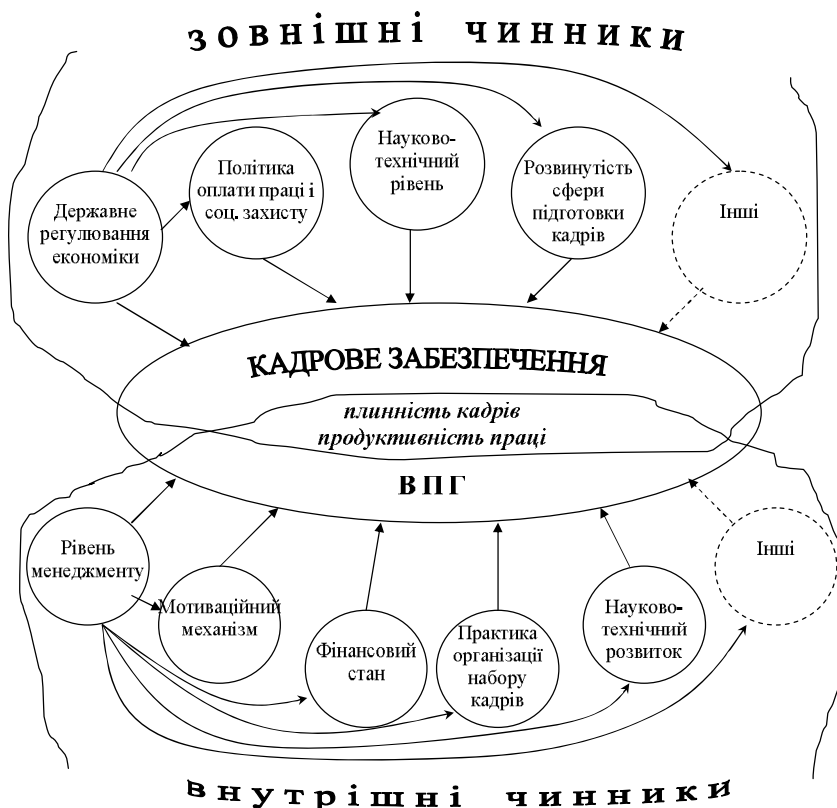 зовнішні чинники
Державне
регулювання
економіки
Політика
оплати праці і
соц. захисту
Науково-
технічний
рівень
Розвинутість
сфери
підготовки
кадрів
Інші
КАДРОВЕ ЗАБЕЗПЕЧЕННЯ
плинність кадрів
продуктивність праці
ВПГ
Рівень
менеджменту
Мотиваційний
механізм
Фінансовий
стан
Практика
організації
набору
кадрів
Науково-
технічний
розвиток
Інші
внутрішні чинники